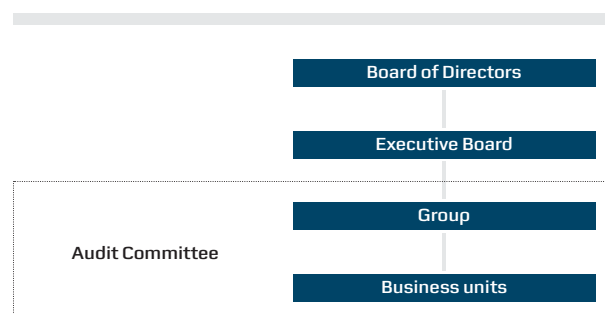 Board of Directors
Executive Board
Group
Audit Committee
Business units